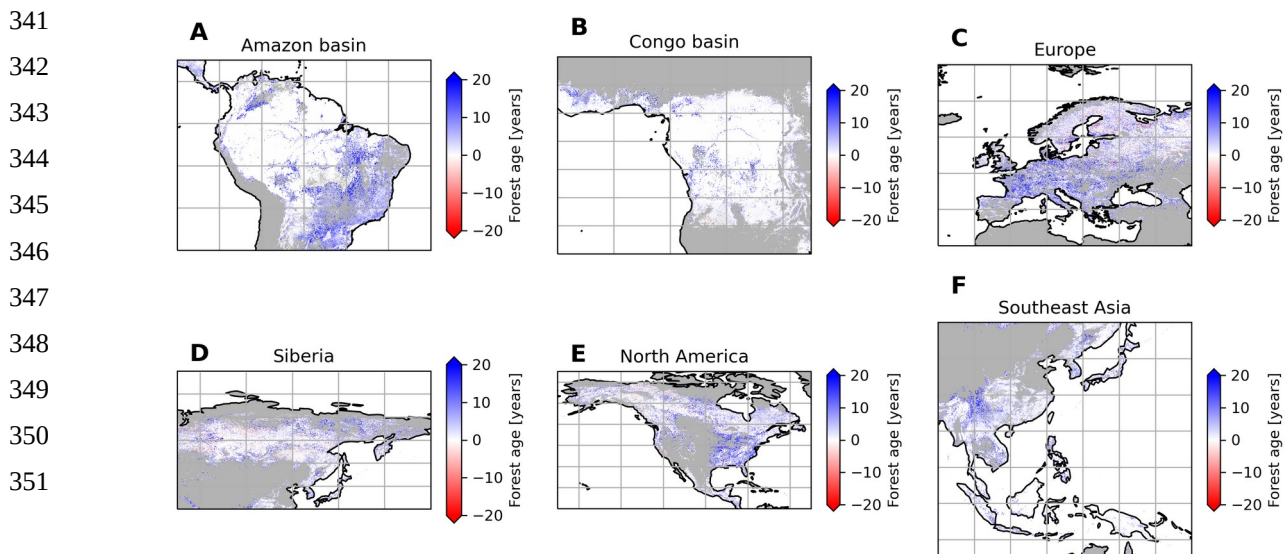 341
342
343
344
345
346
347
348
349
350
351
A
Amazon basin
20
10
0
−10
−20
Forest age [years]
B
Congo basin
20
10
0
−10
−20
Forest age [years]
C
Europe
20
10
0
−10
−20
Forest age [years]
D
Siberia
20
10
0
−10
−20
Forest age [years]
E
North America
20
10
0
−10
−20
Forest age [years]
F
Southeast Asia
20
10
0
−10
−20
Forest age [years]